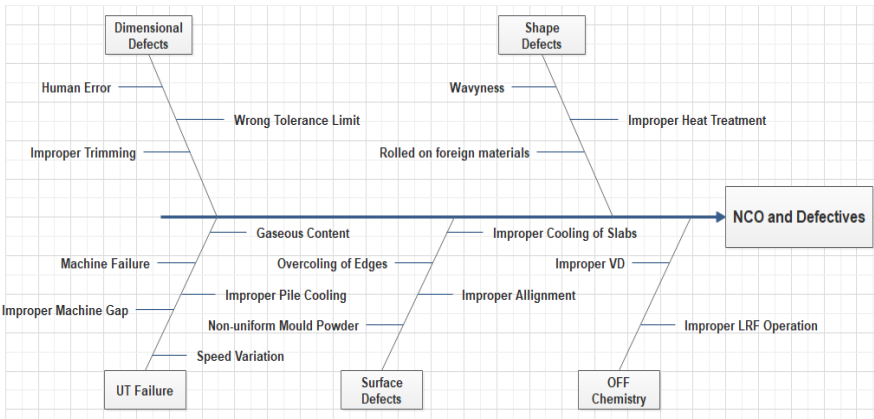 Dimensional
Defects
Shape
Defects
Human Error
Wavyness
Wrong Tolerance Limit
Improper Heat Treatment
Improper Trimming
Rolled on foreign materials
NCO and Defectives
Gaseous Content
Improper Cooling of Slabs
Machine Failure
Overcoling of Edges
Improper VD
Improper Pile Cooling
Improper Allignment
Improper Machine Gap
Non-uniform Mould Powder
Improper LRF Operation
Speed Variation
UT Failure
Surface
Defects
OFF
Chemistry